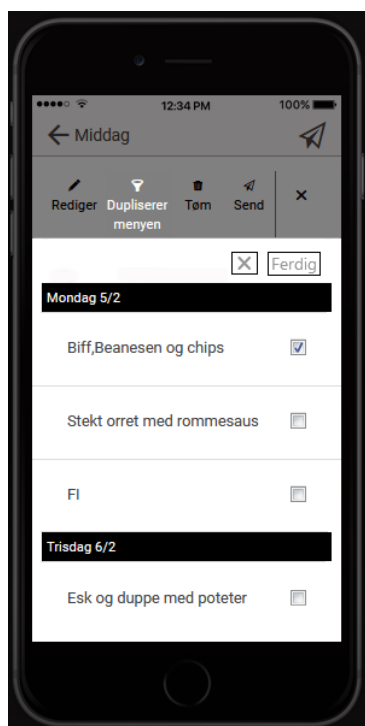 12:34 PM 100%
Middag
Rediger Dupliserer Tøm Send
menyen
Ferdig
Mondag 5/2
Biff,Beanesen og chips
Stekt orret med rommesaus
FI
Trisdag 6/2
Esk og duppe med poteter